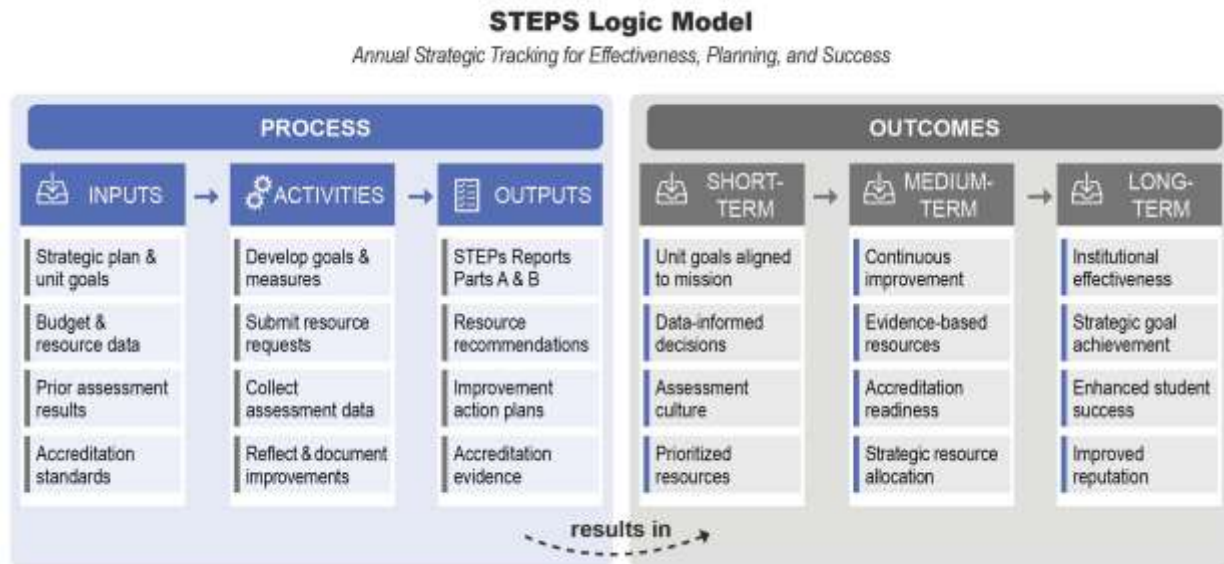 STEPS Logic Model
Annual Strategic Tracking for Effectiveness, Planning, and Success
PROCESS
INPUTS
Strategic plan &
unit goals
Budget &
resource data
Prior assessment
results
Accreditation
standards
ACTIVITIES
Develop goals &
measures
Submit resource
requests
Collect
assessment data
Reflect & document
improvements
OUTPUTS
STEPs Reports
Parts A & B
Resource
recommendations
Improvement
action plans
Accreditation
evidence
results in
OUTCOMES
SHORT-
TERM
Unit goals aligned
to mission
Data-informed
decisions
Assessment
culture
Prioritized
resources
MEDIUM-
TERM
Continuous
improvement
Evidence-based
resources
Accreditation
readiness
Strategic resource
allocation
LONG-
TERM
Institutional
effectiveness
Strategic goal
achievement
Enhanced student
success
Improved
reputation